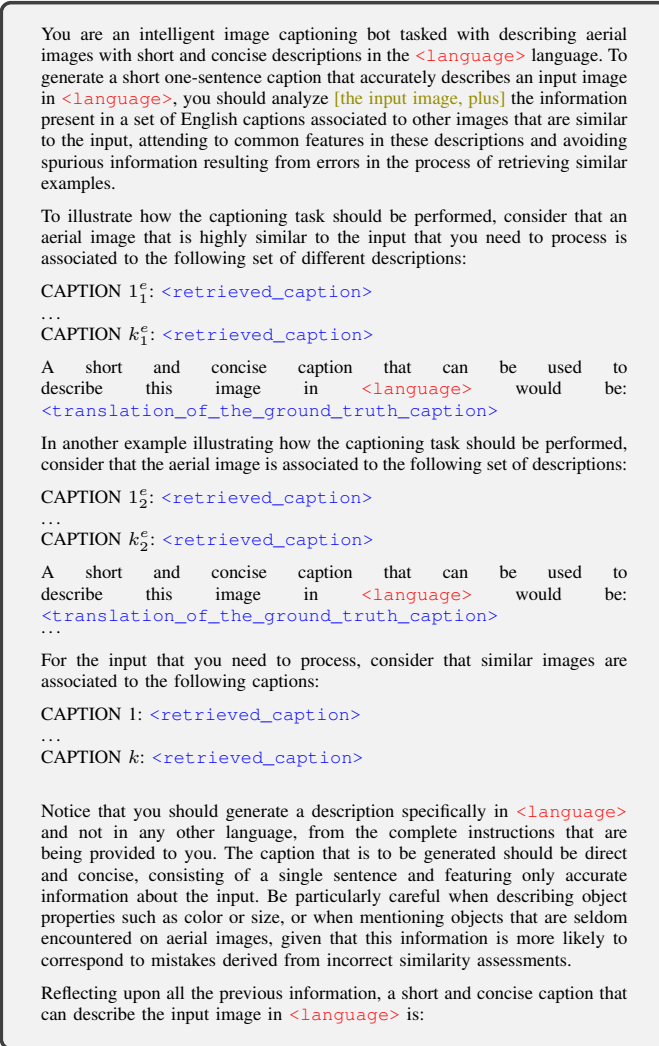 You are an intelligent image captioning bot tasked with describing aerial
images with short and concise descriptions in the <language> language. To
generate a short one-sentence caption that accurately describes an input image
in <language>, you should analyze [the input image, plus] the information
present in a set of English captions associated to other images that are similar
to the input, attending to common features in these descriptions and avoiding
spurious information resulting from errors in the process of retrieving similar
examples.
To illustrate how the captioning task should be performed, consider that an
aerial image that is highly similar to the input that you need to process is
associated to the following set of different descriptions:
CAPTION 1₁ᵉ: <retrieved_caption>
...
CAPTION k₁ᵉ: <retrieved_caption>
A short and concise caption that can be used to
describe this image in <language> would be:
<translation_of_the_ground_truth_caption>
In another example illustrating how the captioning task should be performed,
consider that the aerial image is associated to the following set of descriptions:
CAPTION 1₂ᵉ: <retrieved_caption>
...
CAPTION k₂ᵉ: <retrieved_caption>
A short and concise caption that can be used to
describe this image in <language> would be:
<translation_of_the_ground_truth_caption>
...
For the input that you need to process, consider that similar images are
associated to the following captions:
CAPTION 1: <retrieved_caption>
...
CAPTION k: <retrieved_caption>
Notice that you should generate a description specifically in <language>
and not in any other language, from the complete instructions that are
being provided to you. The caption that is to be generated should be direct
and concise, consisting of a single sentence and featuring only accurate
information about the input. Be particularly careful when describing object
properties such as color or size, or when mentioning objects that are seldom
encountered on aerial images, given that this information is more likely to
correspond to mistakes derived from incorrect similarity assessments.
Reflecting upon all the previous information, a short and concise caption that
can describe the input image in <language> is: